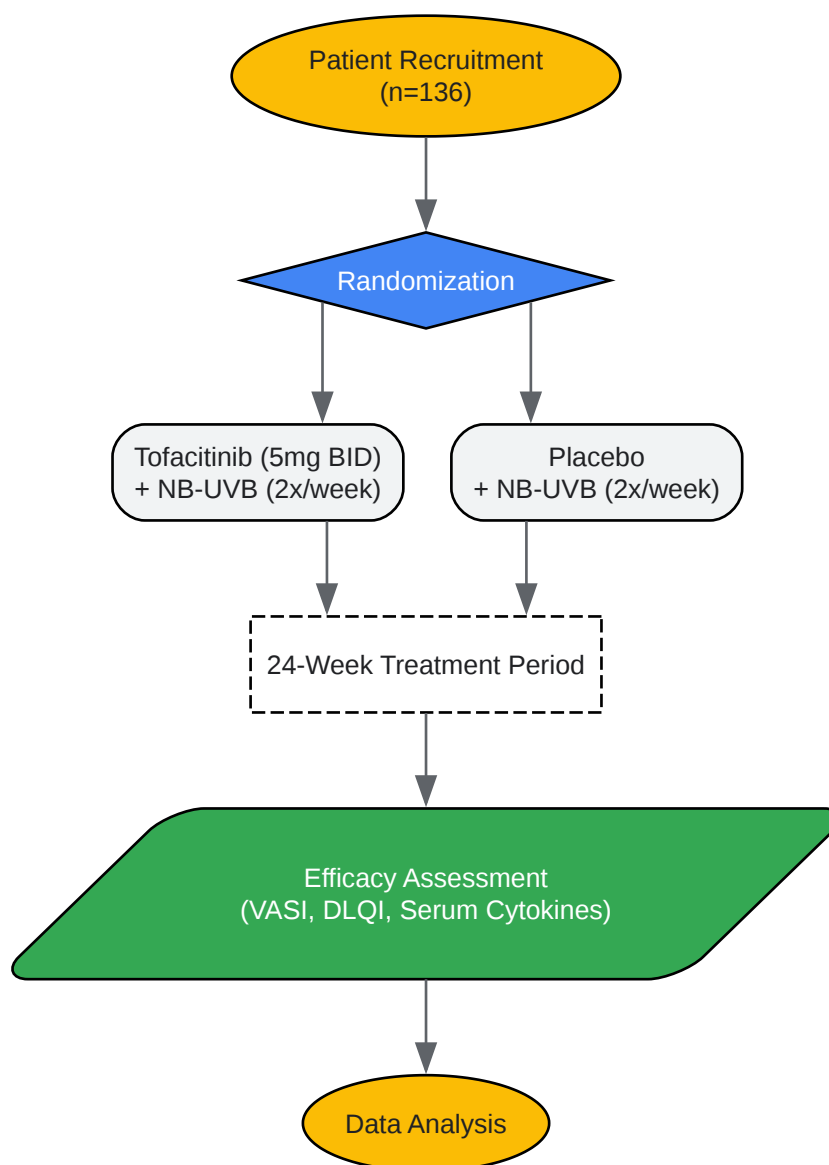 Patient Recruitment
(n=136)
Randomization
Tofacitinib (5mg BID)
+ NB-UVB (2x/week)
Placebo
+ NB-UVB (2x/week)
24-Week Treatment Period
Efficacy Assessment
(VASI, DLQI, Serum Cytokines)
Data Analysis